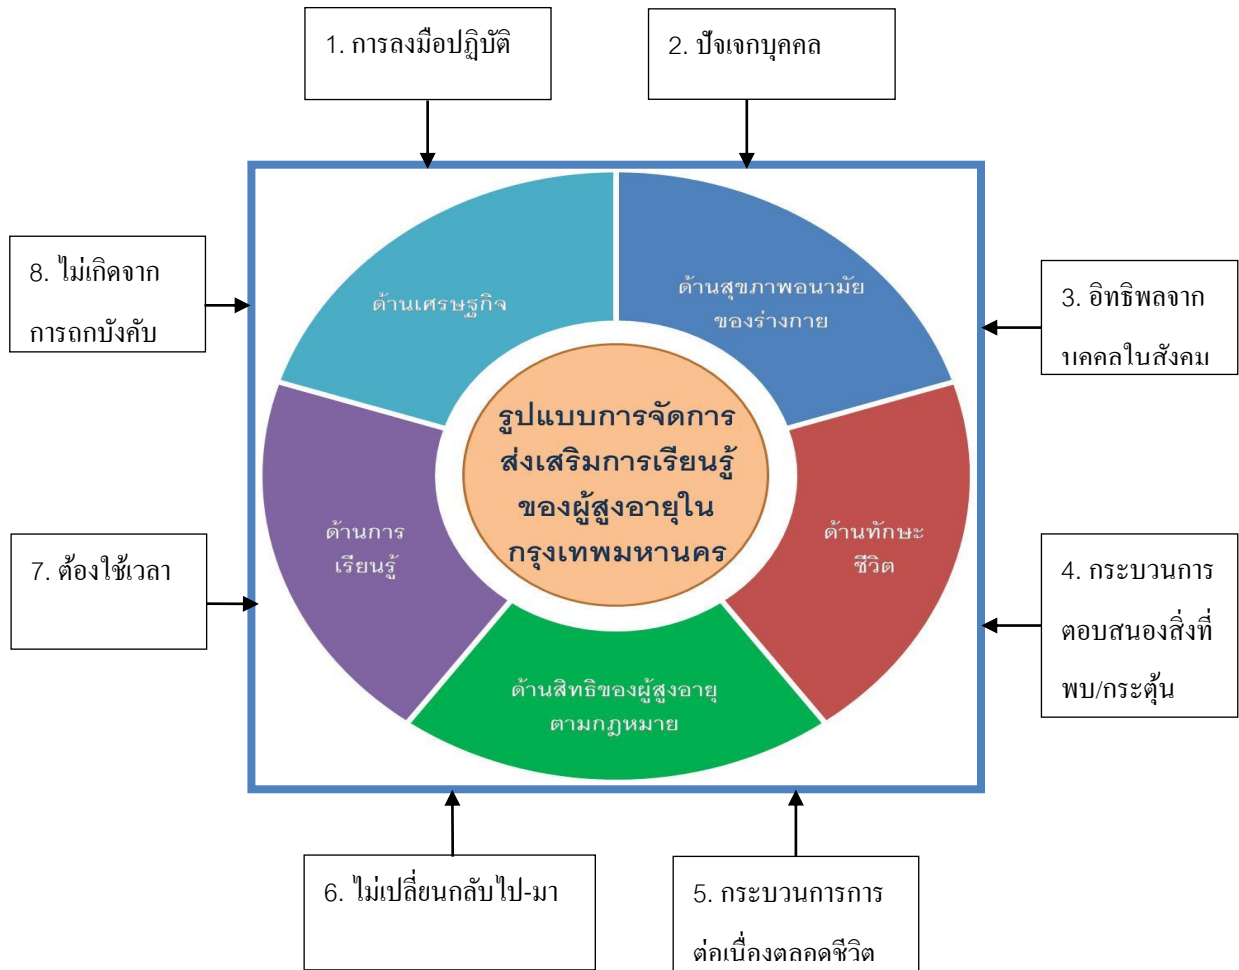 1. การลงมือปฏิบัติ
2. ปัจเจกบุคคล
8. ไม่เกิดจาก
การถูกบังคับ
ด้านเศรษฐกิจ
ด้านสุขภาพอนามัย
ของร่างกาย
3. อิทธิพลจาก
บุคคลในสังคม
รูปแบบการจัดการ
ส่งเสริมการเรียนรู้
ของผู้สูงอายุใน
กรุงเทพมหานคร
ด้านการ
เรียนรู้
ด้านทักษะ
ชีวิต
7. ต้องใช้เวลา
4. กระบวนการ
ตอบสนองสิ่งที่
พบ/กระตุ้น
ด้านสิทธิของผู้สูงอายุ
ตามกฎหมาย
6. ไม่เปลี่ยนกลับไป-มา
5. กระบวนการการ
ต่อเนื่องตลอดชีวิต